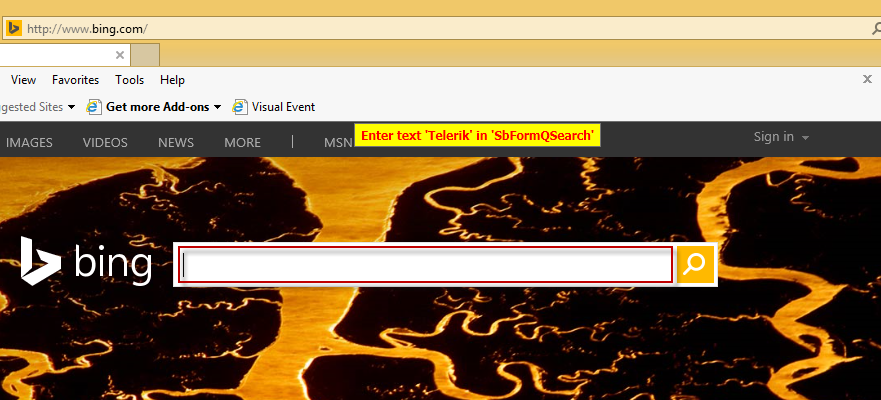 http://www.bing.com/
View Favorites Tools Help
gested Sites Get more Add-ons Visual Event
Enter text 'Telerik' in 'SbFormQSearch'
IMAGES VIDEOS NEWS MORE | MSN Sign in
bing